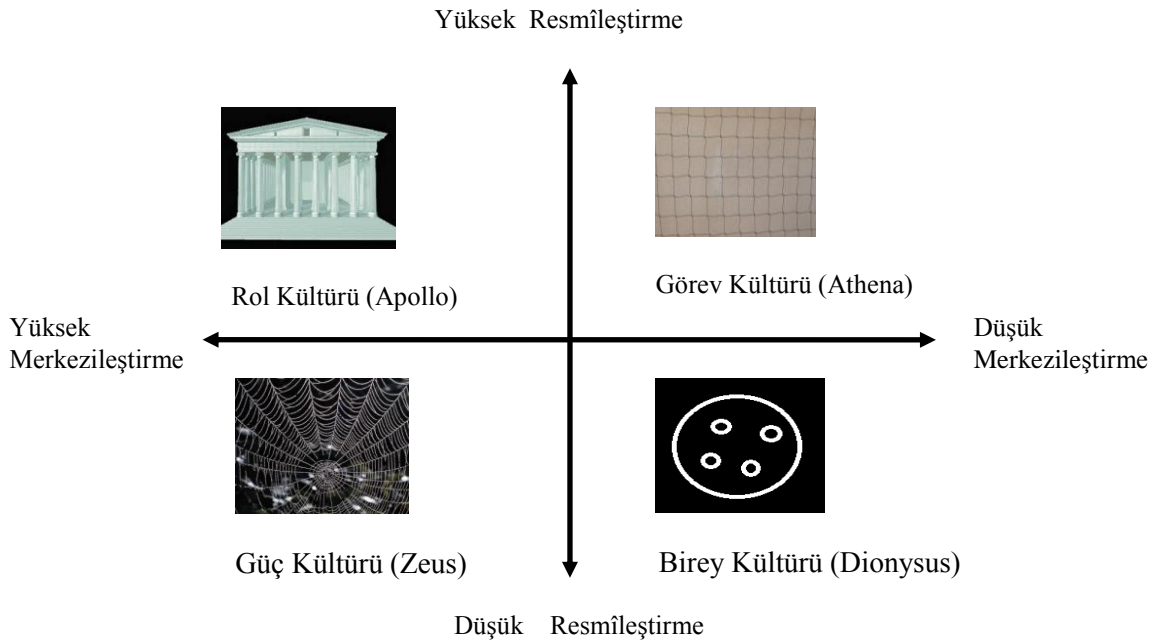 Yüksek Resmîleştirme
Rol Kültürü (Apollo)
Görev Kültürü (Athena)
Yüksek
Merkezileştirme
Düşük
Merkezileştirme
Güç Kültürü (Zeus)
Birey Kültürü (Dionysus)
Düşük Resmîleştirme